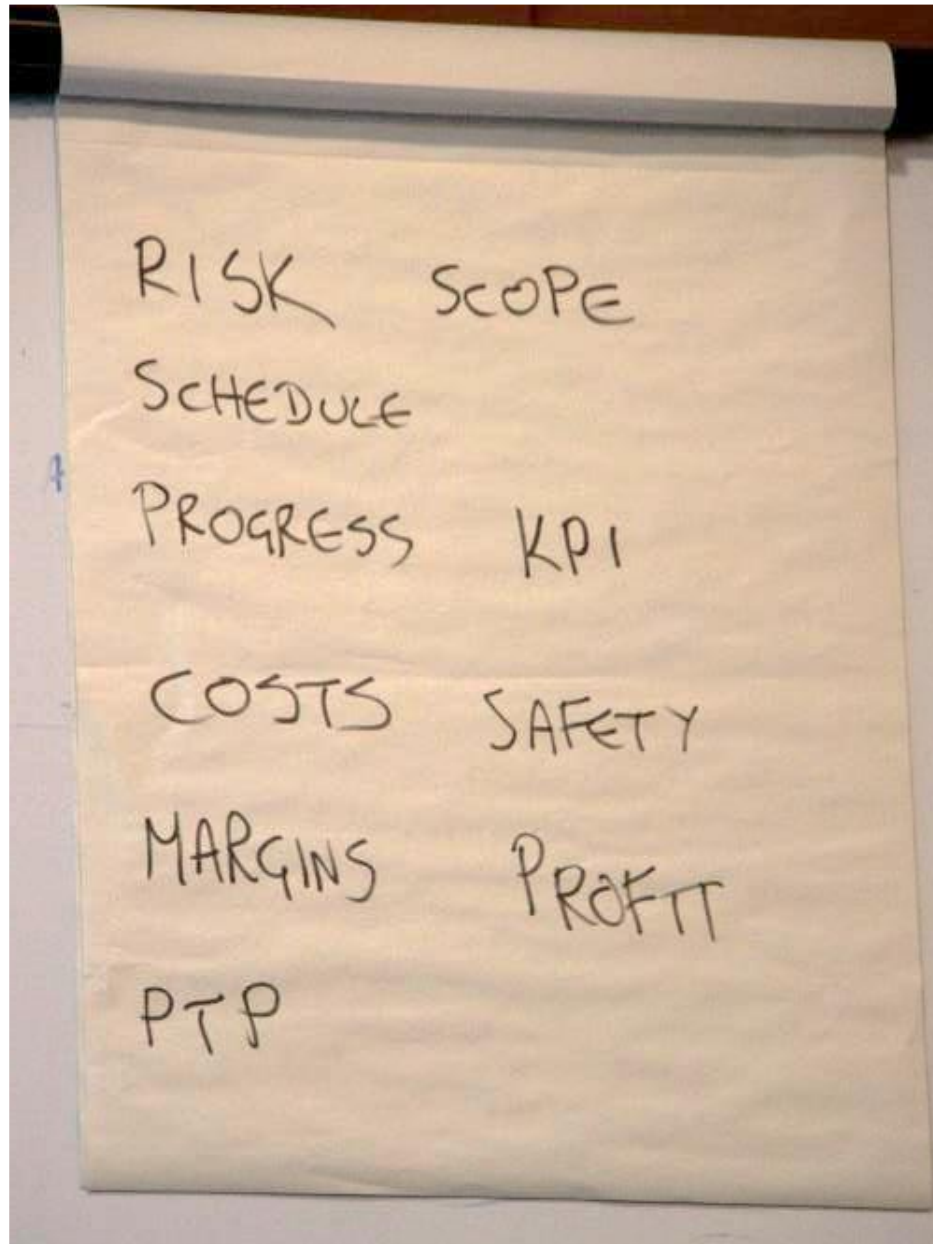 RISK SCOPE
SCHEDULE
PROGRESS KPI
COSTS SAFETY
MARGINS PROFIT
PTP